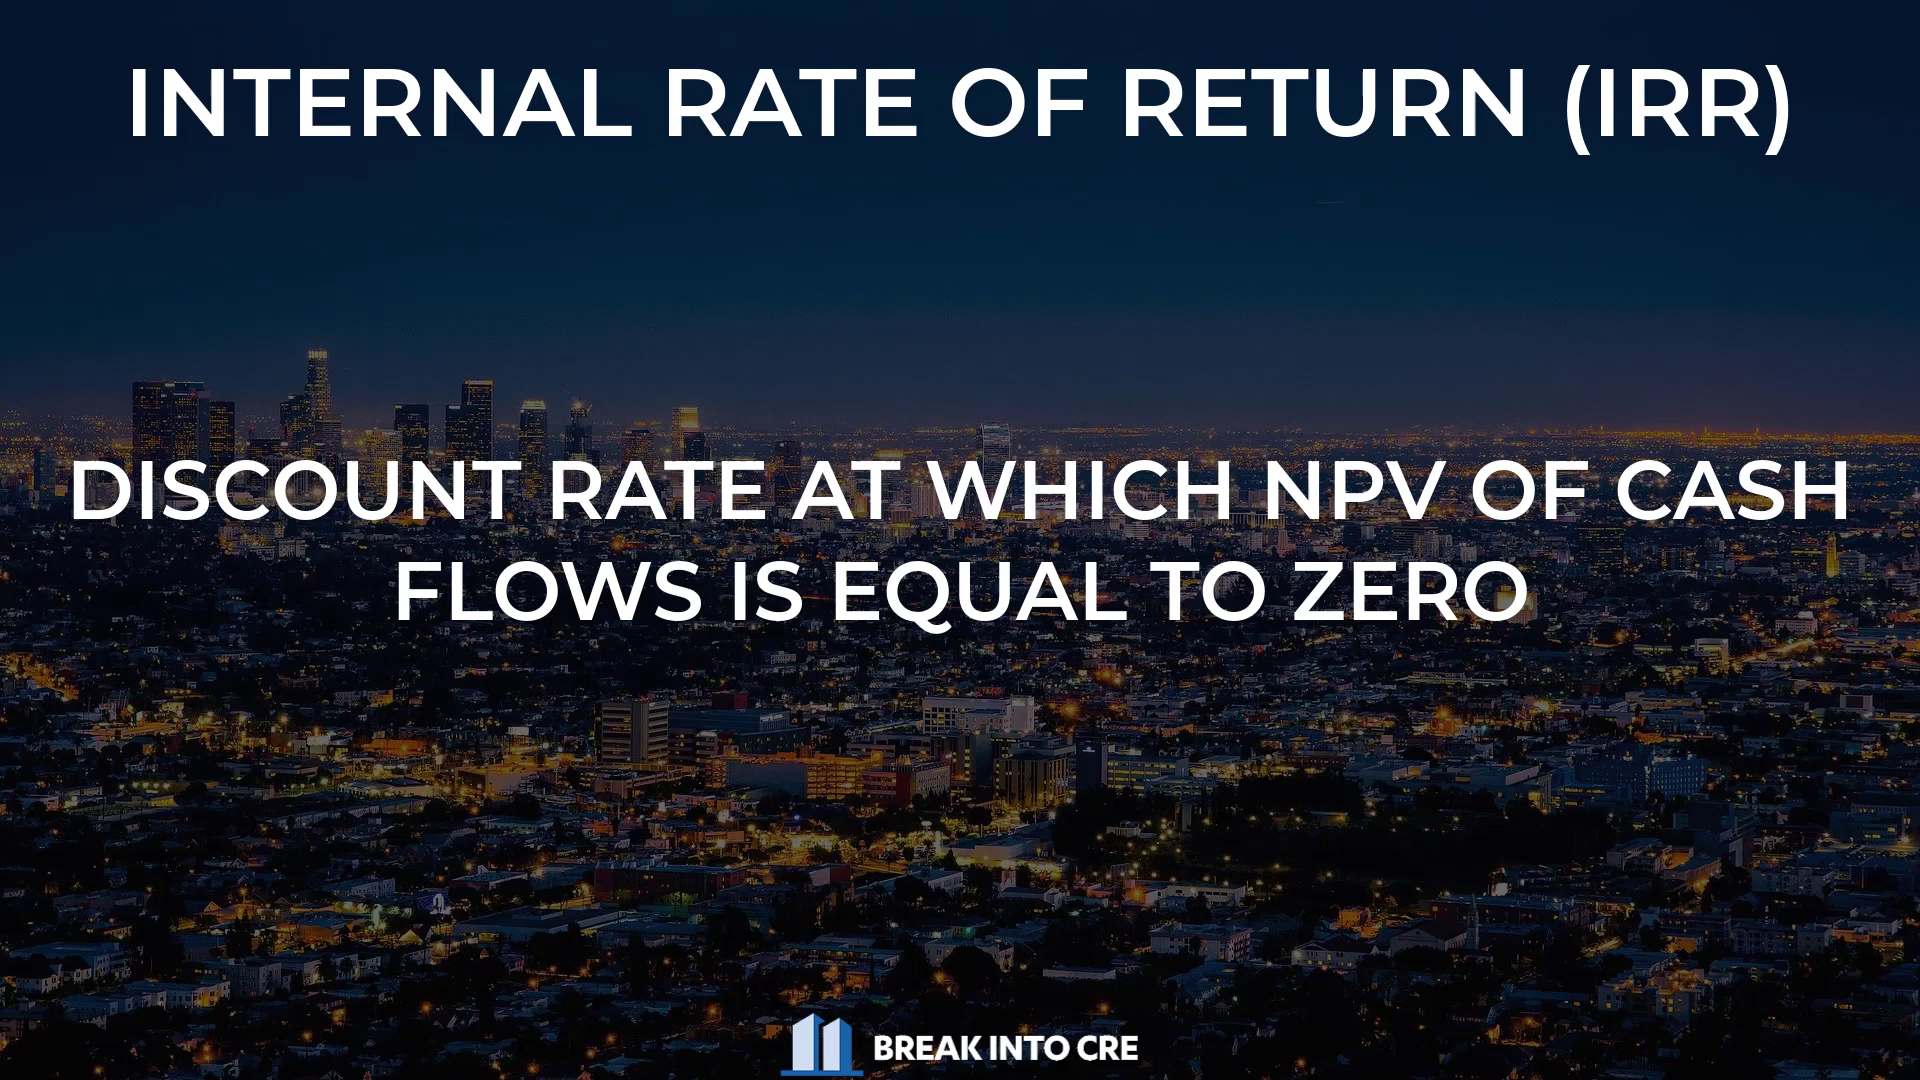 INTERNAL RATE OF RETURN (IRR)
DISCOUNT RATE AT WHICH NPV OF CASH
FLOWS IS EQUAL TO ZERO
BREAK INTO CRE